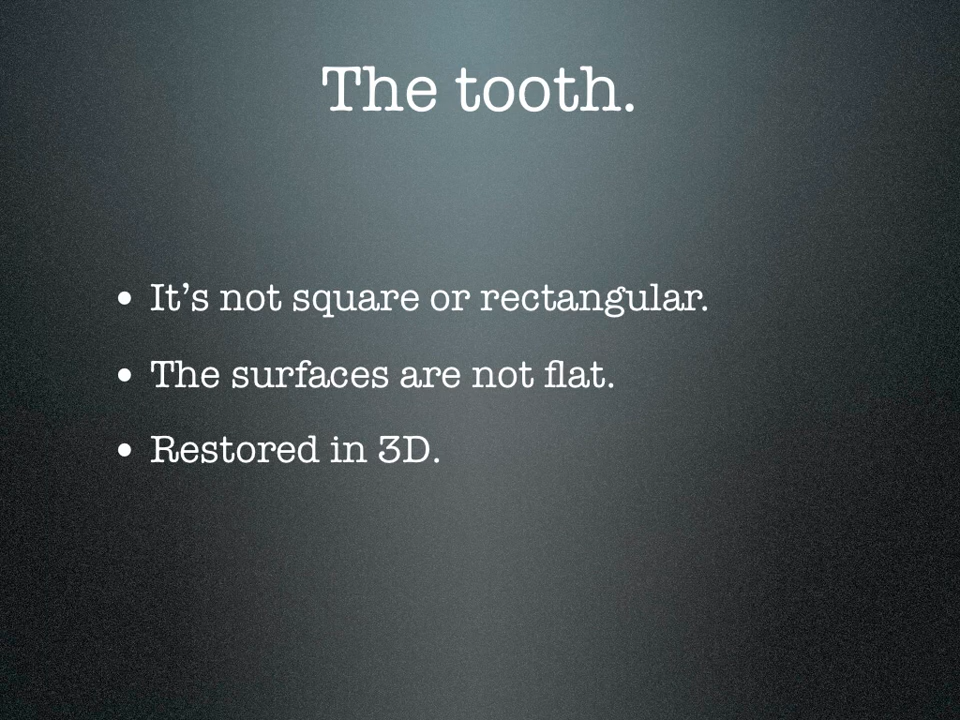 The tooth.
• It’s not square or rectangular.
• The surfaces are not flat.
• Restored in 3D.